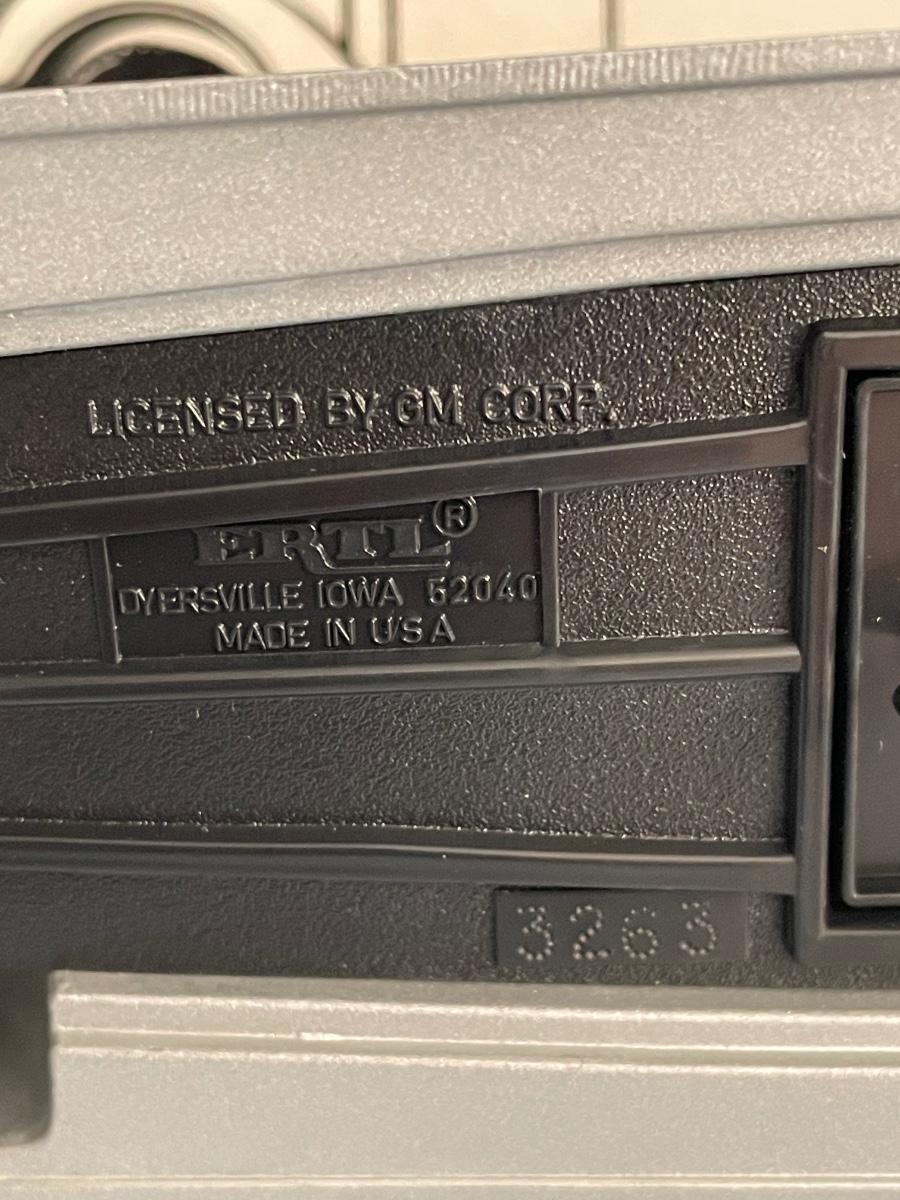 LICENSED BY GM CORP.
ERTL®
DYERSVILLE IOWA 52040
MADE IN USA
3263